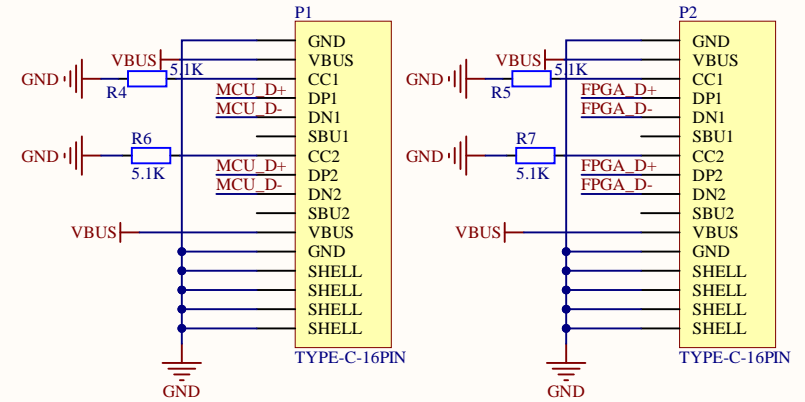 P1
GND
VBUS
VBUS
GND
5.1K
CC1
R4
MCU_D+
DP1
MCU_D-
DN1
SBU1
R6
GND
CC2
5.1K
MCU_D+
DP2
MCU_D-
DN2
SBU2
VBUS
VBUS
GND
SHELL
SHELL
SHELL
SHELL
TYPE-C-16PIN
GND
P2
GND
VBUS
VBUS
GND
5.1K
CC1
R5
FPGA_D+
DP1
FPGA_D-
DN1
SBU1
R7
GND
CC2
5.1K
FPGA_D+
DP2
FPGA_D-
DN2
SBU2
VBUS
VBUS
GND
SHELL
SHELL
SHELL
SHELL
TYPE-C-16PIN
GND